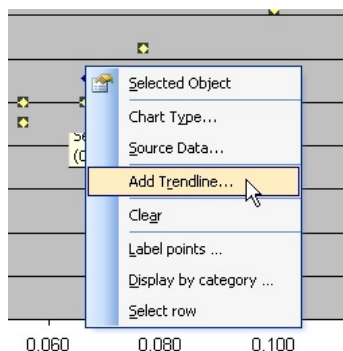 Selected Object
Chart Type...
Source Data...
Add Trendline...
Clear
Label points ...
Display by category ...
Select row
0.060 0.080 0.100